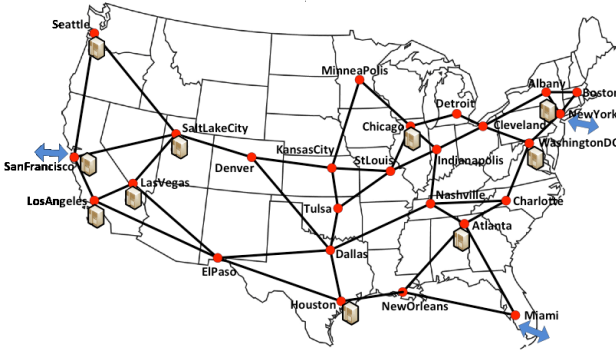 Seattle
MinneaPolis
Albany
Boston
Detroit
NewYork
Chicago
Cleveland
SaltLakeCity
WashingtonDC
KansasCity
StLouis
Indianapolis
SanFrancisco
Denver
LasVegas
Nashville
LosAngeles
Tulsa
Charlotte
Atlanta
Dallas
ElPaso
Houston
NewOrleans
Miami